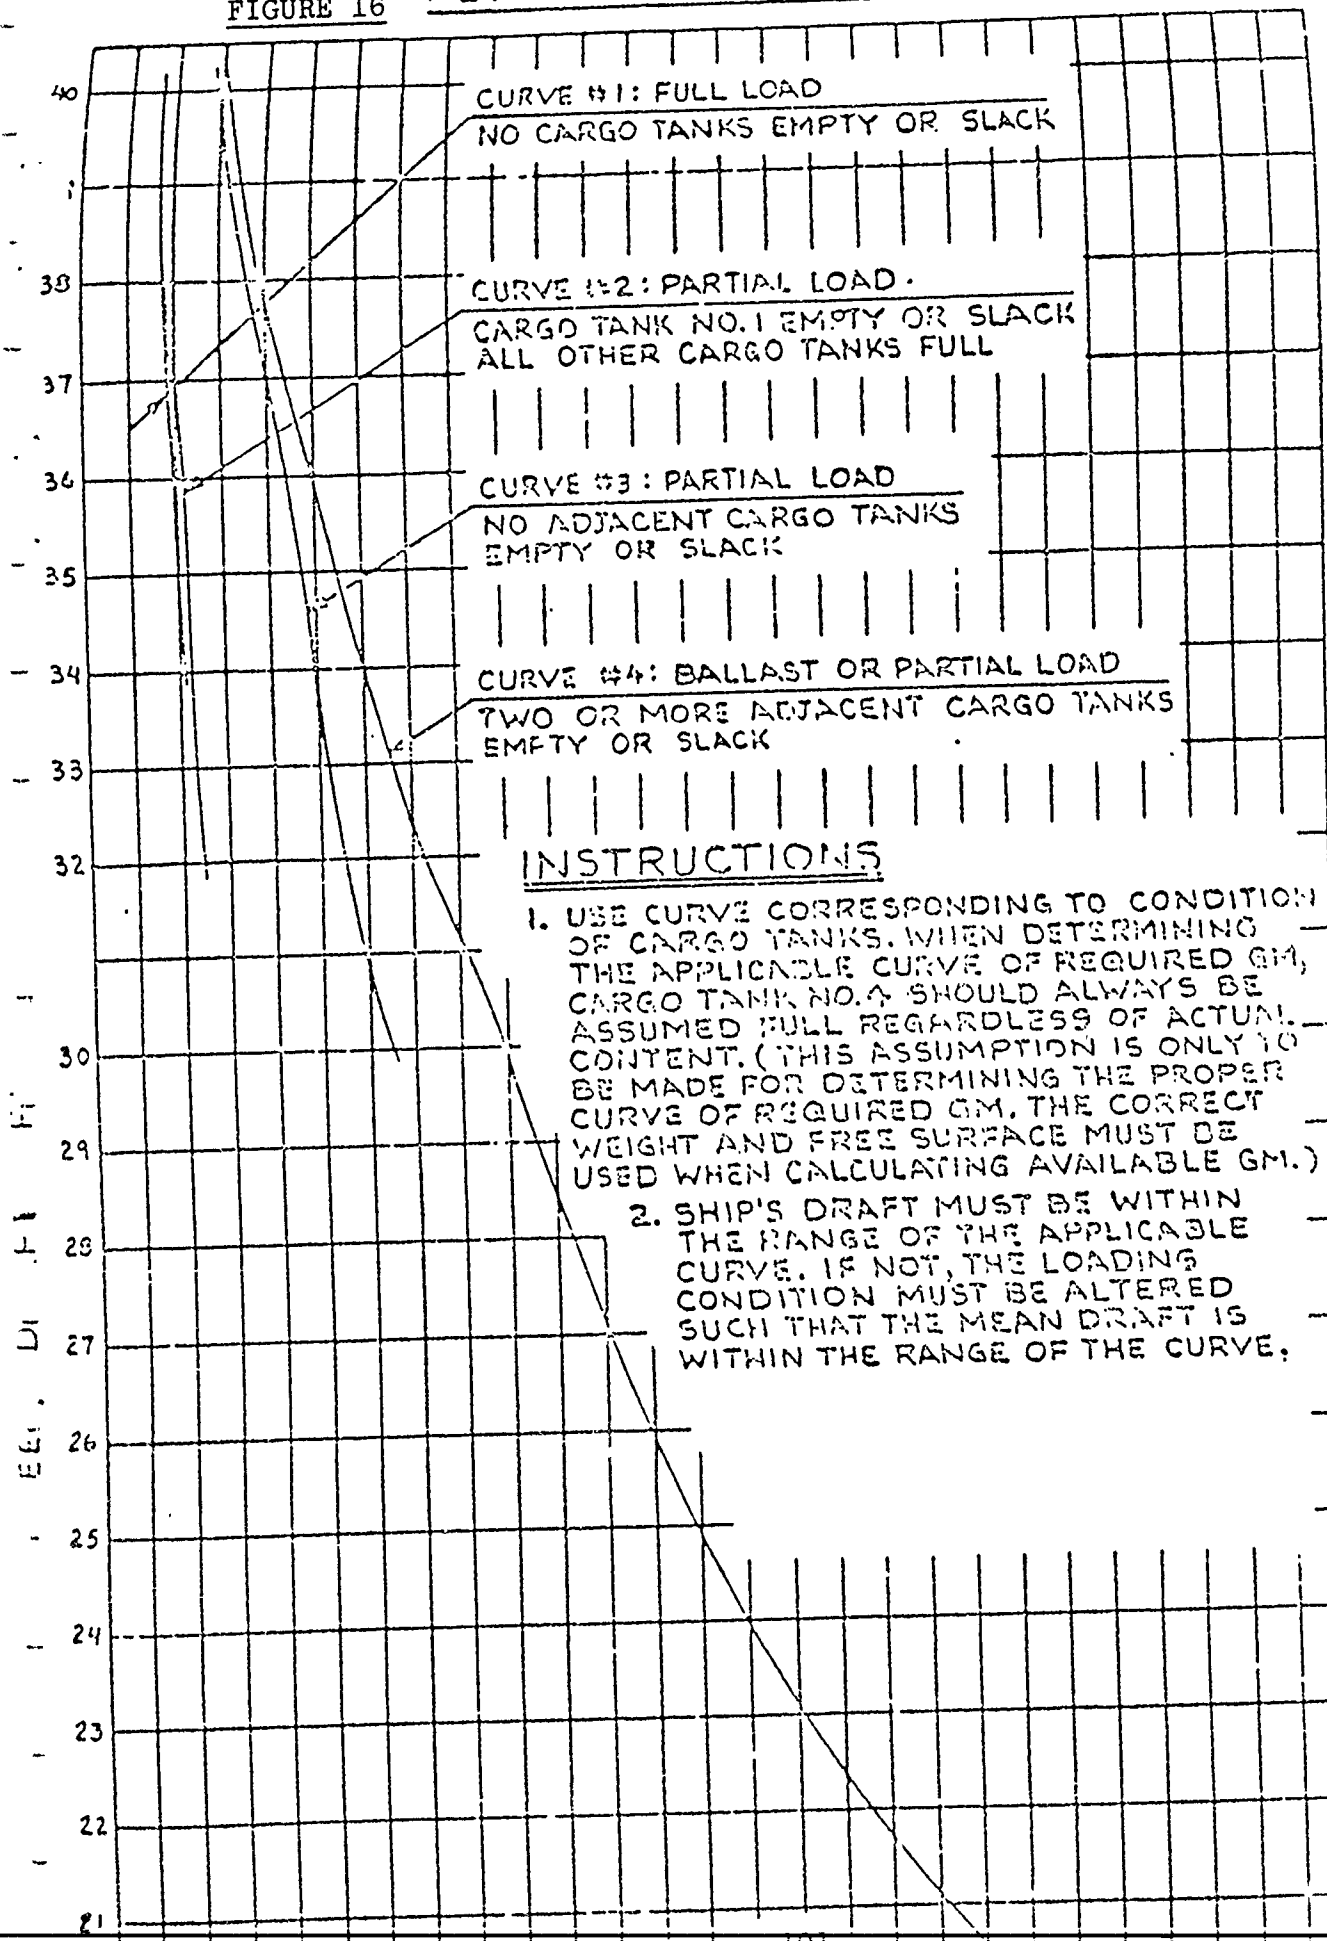 FIGURE 16
40
CURVE #1: FULL LOAD
NO CARGO TANKS EMPTY OR SLACK
38
CURVE #2: PARTIAL LOAD.
CARGO TANK NO. 1 EMPTY OR SLACK
ALL OTHER CARGO TANKS FULL
37
36
CURVE #3: PARTIAL LOAD
NO ADJACENT CARGO TANKS
EMPTY OR SLACK
35
34
CURVE #4: BALLAST OR PARTIAL LOAD
TWO OR MORE ADJACENT CARGO TANKS
EMPTY OR SLACK
33
32
INSTRUCTIONS
1. USE CURVE CORRESPONDING TO CONDITION
OF CARGO TANKS. WHEN DETERMINING
THE APPLICABLE CURVE OF REQUIRED GM,
CARGO TANK NO. 4 SHOULD ALWAYS BE
ASSUMED FULL REGARDLESS OF ACTUAL
CONTENT. (THIS ASSUMPTION IS ONLY TO
BE MADE FOR DETERMINING THE PROPER
CURVE OF REQUIRED GM. THE CORRECT
WEIGHT AND FREE SURFACE MUST BE
USED WHEN CALCULATING AVAILABLE GM.)
30
29
2. SHIP'S DRAFT MUST BE WITHIN
THE RANGE OF THE APPLICABLE
CURVE. IF NOT, THE LOADING
CONDITION MUST BE ALTERED
SUCH THAT THE MEAN DRAFT IS
WITHIN THE RANGE OF THE CURVE.
28
27
26
25
24
23
22
21